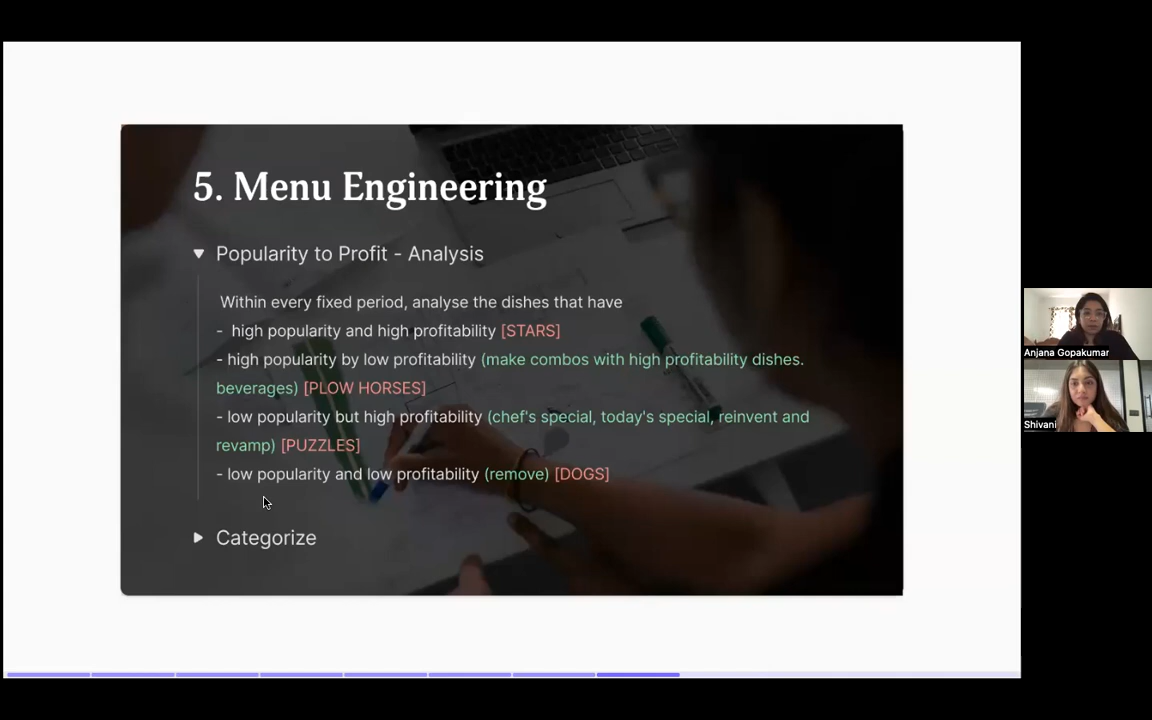 5. Menu Engineering
Popularity to Profit - Analysis
Within every fixed period, analyse the dishes that have
- high popularity and high profitability [STARS]
- high popularity by low profitability (make combos with high profitability dishes.
beverages) [PLOW HORSES]
- low popularity but high profitability (chef's special, today's special, reinvent and
revamp) [PUZZLES]
- low popularity and low profitability (remove) [DOGS]
Categorize
Anjana Gopakumar
Shivani